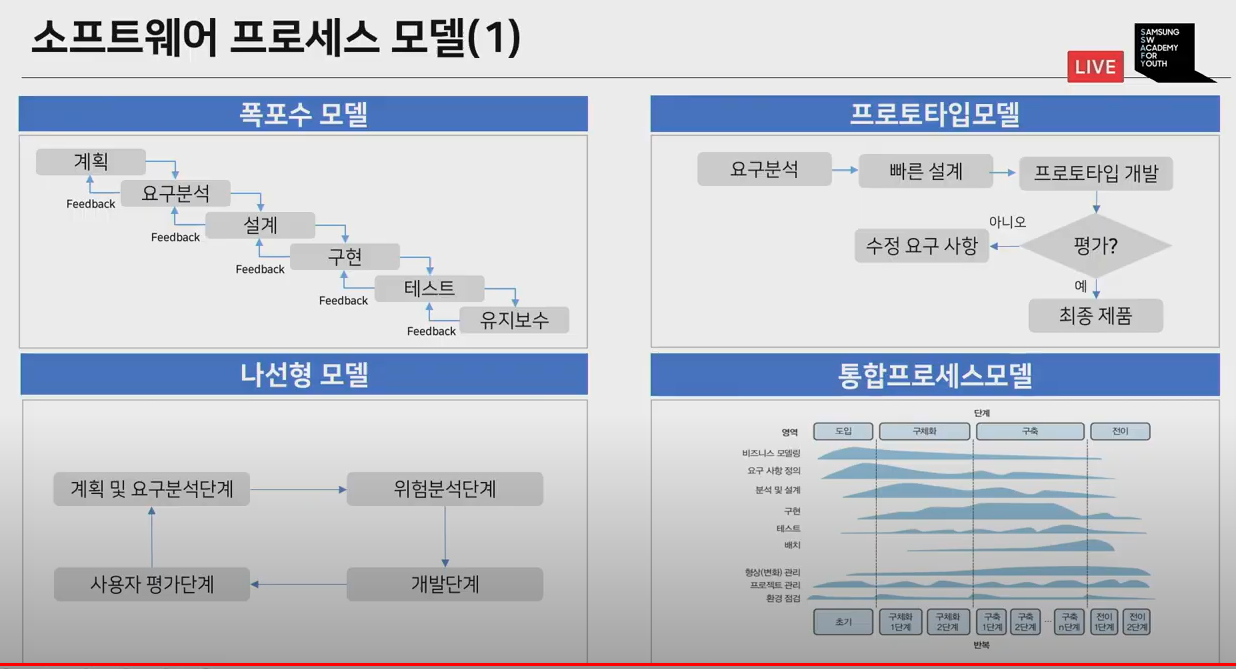 소프트웨어 프로세스 모델(1)
LIVE
SAMSUNG
SW
ACADEMY
FOR
YOUTH
폭포수 모델
계획
Feedback
요구분석
Feedback
설계
Feedback
구현
Feedback
테스트
Feedback
유지보수
프로토타입모델
요구분석
빠른 설계
프로토타입 개발
아니오
수정 요구 사항
평가?
예
최종 제품
나선형 모델
계획 및 요구분석단계
위험분석단계
사용자 평가단계
개발단계
통합프로세스모델
단계
영역
도입
구체화
구축
전이
비즈니스 모델링
요구 사항 정의
분석 및 설계
구현
테스트
배치
형상(변화) 관리
프로젝트 관리
환경 점검
초기
구체화
1단계
구체화
2단계
구축
1단계
구축
2단계
...
구축
n단계
전이
1단계
전이
2단계
반복